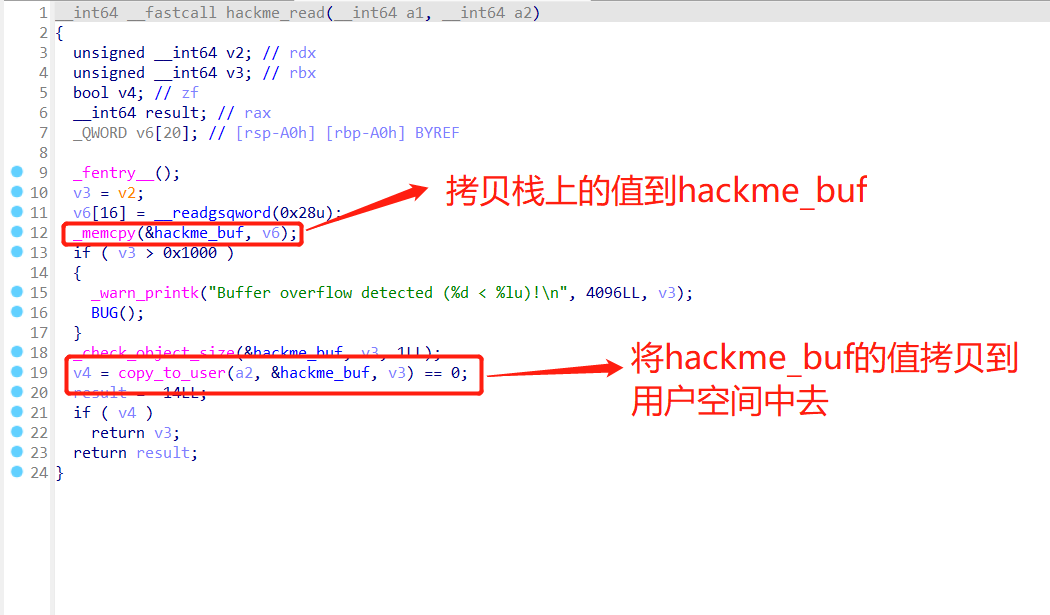 1 __int64 __fastcall hackme_read(__int64 a1, __int64 a2)
2 {
3 unsigned __int64 v2; // rdx
4 unsigned __int64 v3; // rbx
5 bool v4; // zf
6 __int64 result; // rax
7 _QWORD v6[20]; // [rsp-A0h] [rbp-A0h] BYREF
8
9 _fentry__();
10 v3 = v2;
拷贝栈上的值到hackme_buf
11 v6[16] = __readgsqword(0x28u);
12 _memcpy(&hackme_buf, v6);
13 if ( v3 > 0x1000 )
14 {
15 _warn_printk("Buffer overflow detected (%d < %lu)!\n", 4096LL, v3);
16 BUG();
17 }
18 _check_object_size(&hackme_buf, v3, 1LL);
19 v4 = copy_to_user(a2, &hackme_buf, v3) == 0;
将hackme_buf的值拷贝到
用户空间中去
20 result = -14LL;
21 if ( v4 )
22 return v3;
23 return result;
24 }